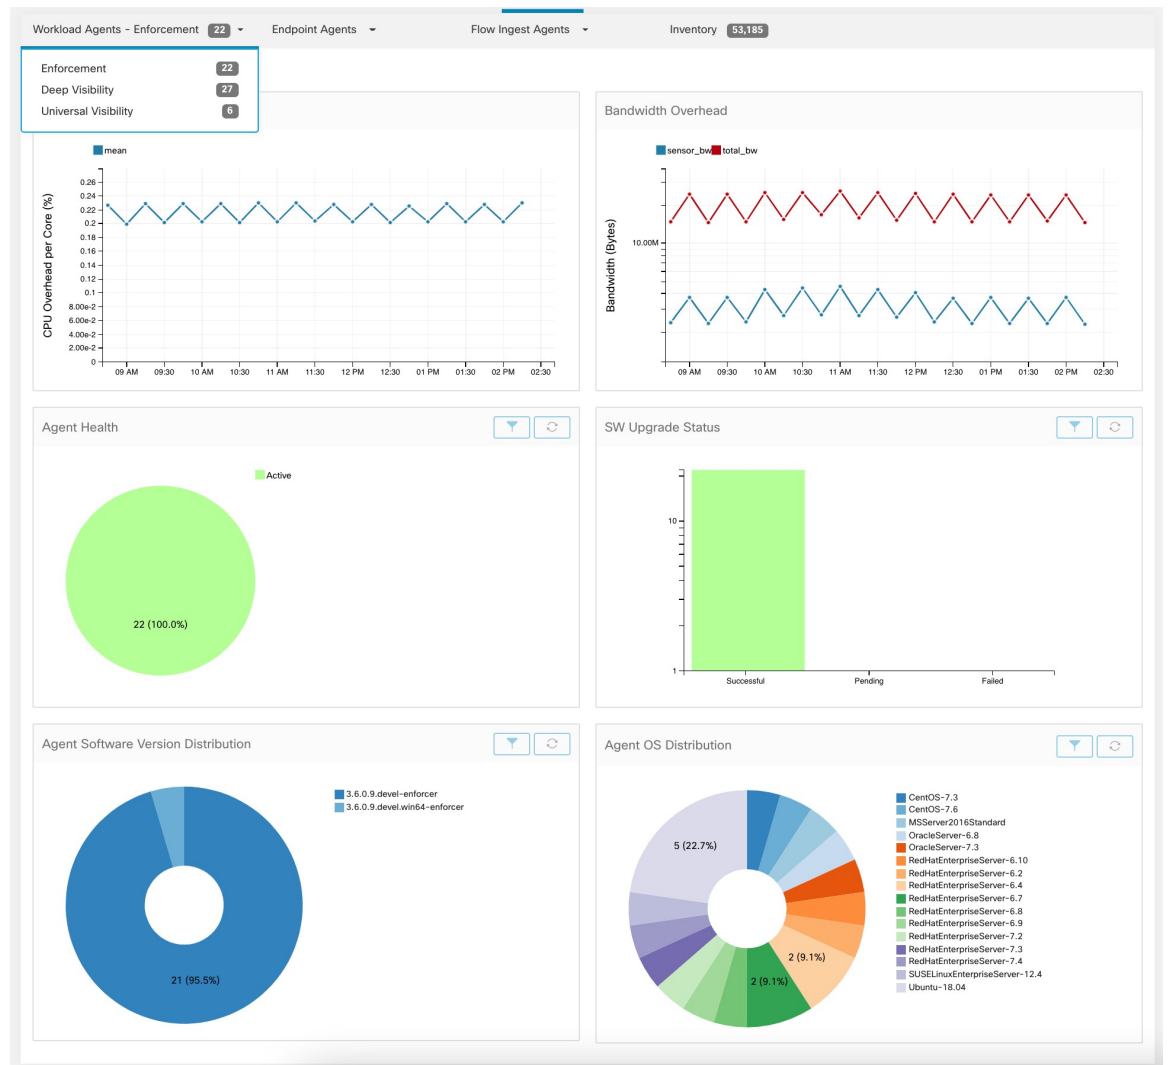 Workload Agents - Enforcement 22 Endpoint Agents Flow Ingest Agents Inventory 53,185
Enforcement 22
Deep Visibility 27
Universal Visibility 6
mean
CPU Overhead per Core (%)
0.26
0.24
0.22
0.2
0.18
0.16
0.14
0.12
0.1
8.00e-2
6.00e-2
4.00e-2
2.00e-2
0
09 AM 09:30 10 AM 10:30 11 AM 11:30 12 PM 12:30 01 PM 01:30 02 PM 02:30
Bandwidth Overhead
sensor_bw total_bw
Bandwidth (Bytes)
10.00M
09 AM 09:30 10 AM 10:30 11 AM 11:30 12 PM 12:30 01 PM 01:30 02 PM 02:30
Agent Health
Active
22 (100.0%)
SW Upgrade Status
10
1
Successful Pending Failed
Agent Software Version Distribution
3.6.0.9.devel-enforcer
3.6.0.9.devel.win64-enforcer
21 (95.5%)
Agent OS Distribution
5 (22.7%)
2 (9.1%)
2 (9.1%)
CentOS-7.3
CentOS-7.6
MSServer2016Standard
OracleServer-6.8
OracleServer-7.3
RedHatEnterpriseServer-6.10
RedHatEnterpriseServer-6.2
RedHatEnterpriseServer-6.4
RedHatEnterpriseServer-6.7
RedHatEnterpriseServer-6.8
RedHatEnterpriseServer-6.9
RedHatEnterpriseServer-7.2
RedHatEnterpriseServer-7.3
RedHatEnterpriseServer-7.4
SUSELinuxEnterpriseServer-12.4
Ubuntu-18.04